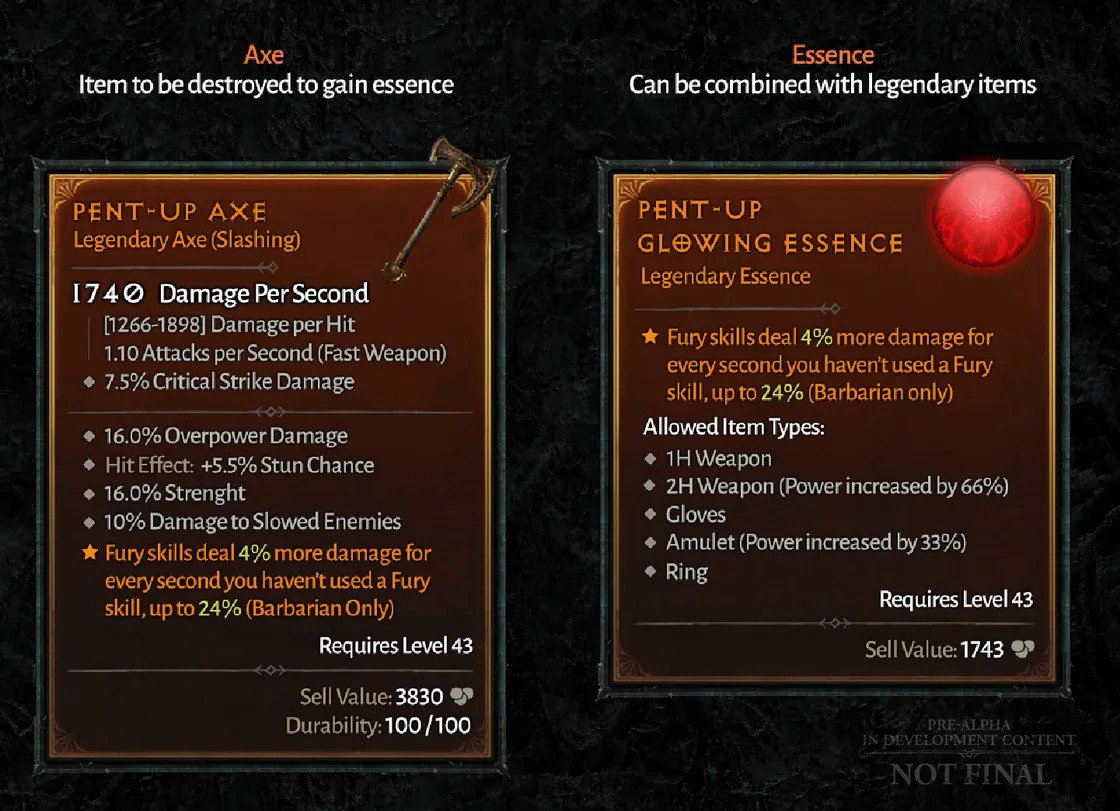 Axe
Item to be destroyed to gain essence
PENT-UP AXE
Legendary Axe (Slashing)
1740 Damage Per Second
[1266-1898] Damage per Hit
1.10 Attacks per Second (Fast Weapon)
7.5% Critical Strike Damage
16.0% Overpower Damage
Hit Effect: +5.5% Stun Chance
16.0% Strenght
10% Damage to Slowed Enemies
Fury skills deal 4% more damage for
every second you haven't used a Fury
skill, up to 24% (Barbarian Only)
Requires Level 43
Sell Value: 3830
Durability: 100/100
Essence
Can be combined with legendary items
PENT-UP
GLOWING ESSENCE
Legendary Essence
Fury skills deal 4% more damage for
every second you haven't used a Fury
skill, up to 24% (Barbarian only)
Allowed Item Types:
1H Weapon
2H Weapon (Power increased by 66%)
Gloves
Amulet (Power increased by 33%)
Ring
Requires Level 43
Sell Value: 1743
PRE-ALPHA
IN DEVELOPMENT CONTENT
NOT FINAL